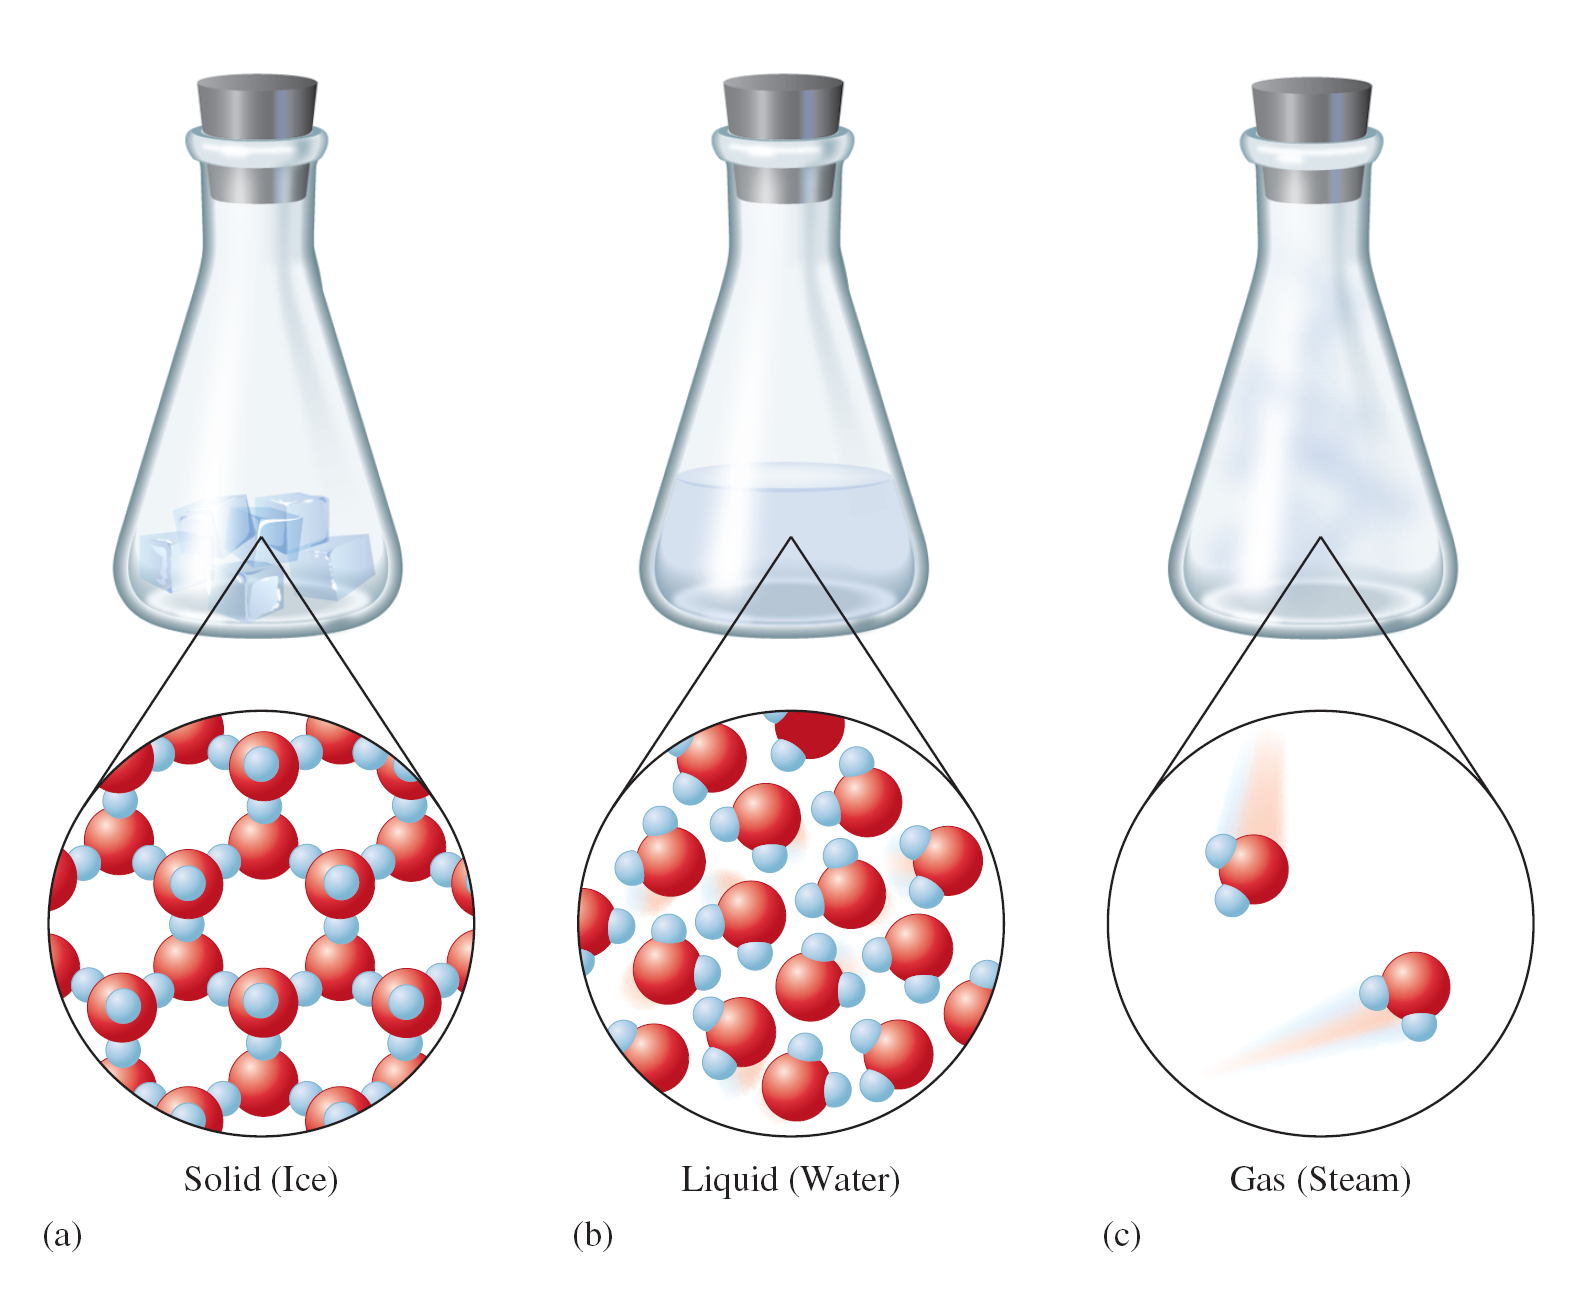 Solid (Ice)
Liquid (Water)
Gas (Steam)
(a)
(b)
(c)